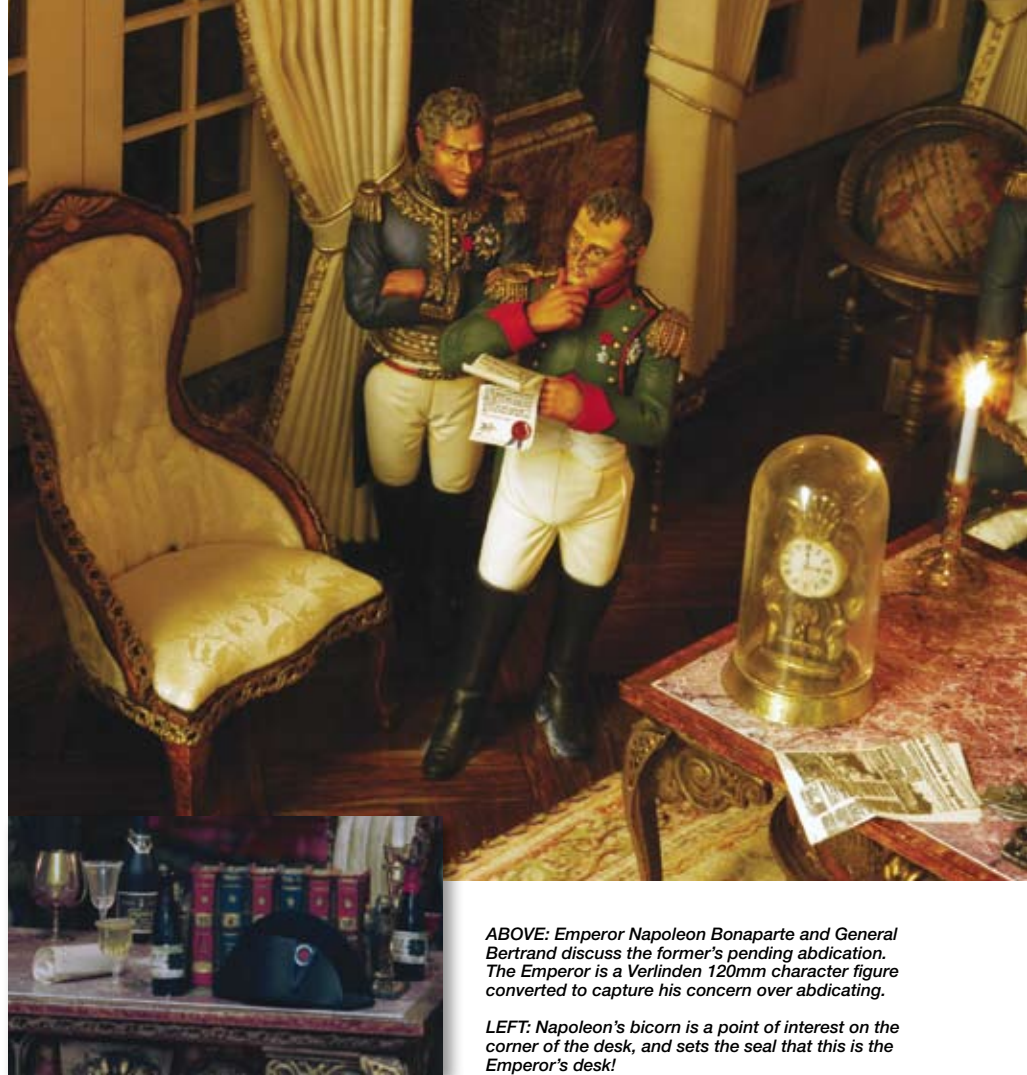 ABOVE: Emperor Napoleon Bonaparte and General
Bertrand discuss the former's pending abdication.
The Emperor is a Verlinden 120mm character figure
converted to capture his concern over abdicating.
LEFT: Napoleon's bicorn is a point of interest on the
corner of the desk, and sets the seal that this is the
Emperor's desk!